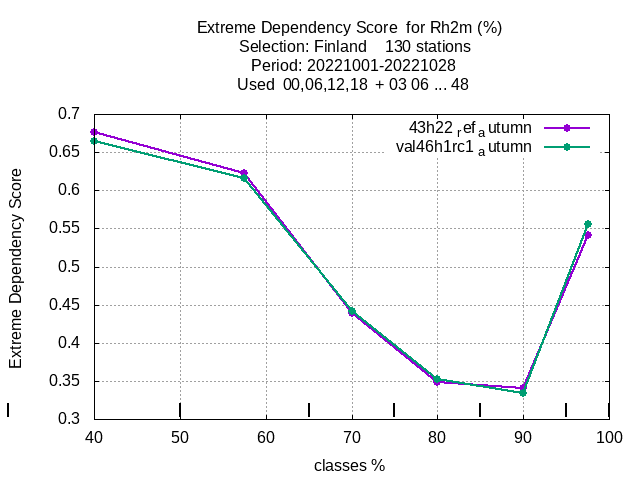 Extreme Dependency Score for Rh2m (%)
Selection: Finland 130 stations
Period: 20221001-20221028
Used 00,06,12,18 + 03 06 ... 48
43h22 refa utumn
val46h1rc1 a utumn
Extreme Dependency Score
0.7
0.65
0.6
0.55
0.5
0.45
0.4
0.35
0.3
40 50 60 70 80 90 100
classes %